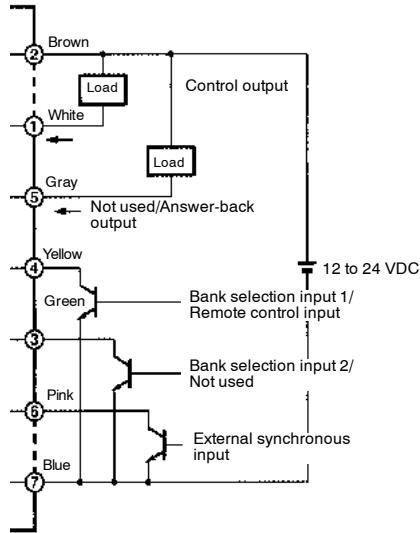 Brown
2
Load
Control output
White
1
Load
Gray
5
Not used/Answer-back
output
Yellow
4
12 to 24 VDC
Green
Bank selection input 1/
Remote control input
3
Bank selection input 2/
Not used
Pink
6
External synchronous
input
Blue
7